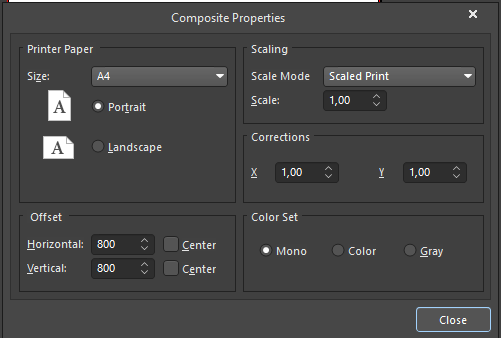 Composite Properties
Printer Paper
Size: A4
A Portrait
A Landscape
Scaling
Scale Mode Scaled Print
Scale: 1,00
Corrections
X 1,00 Y 1,00
Offset
Horizontal: 800 Center
Vertical: 800 Center
Color Set
Mono Color Gray
Close